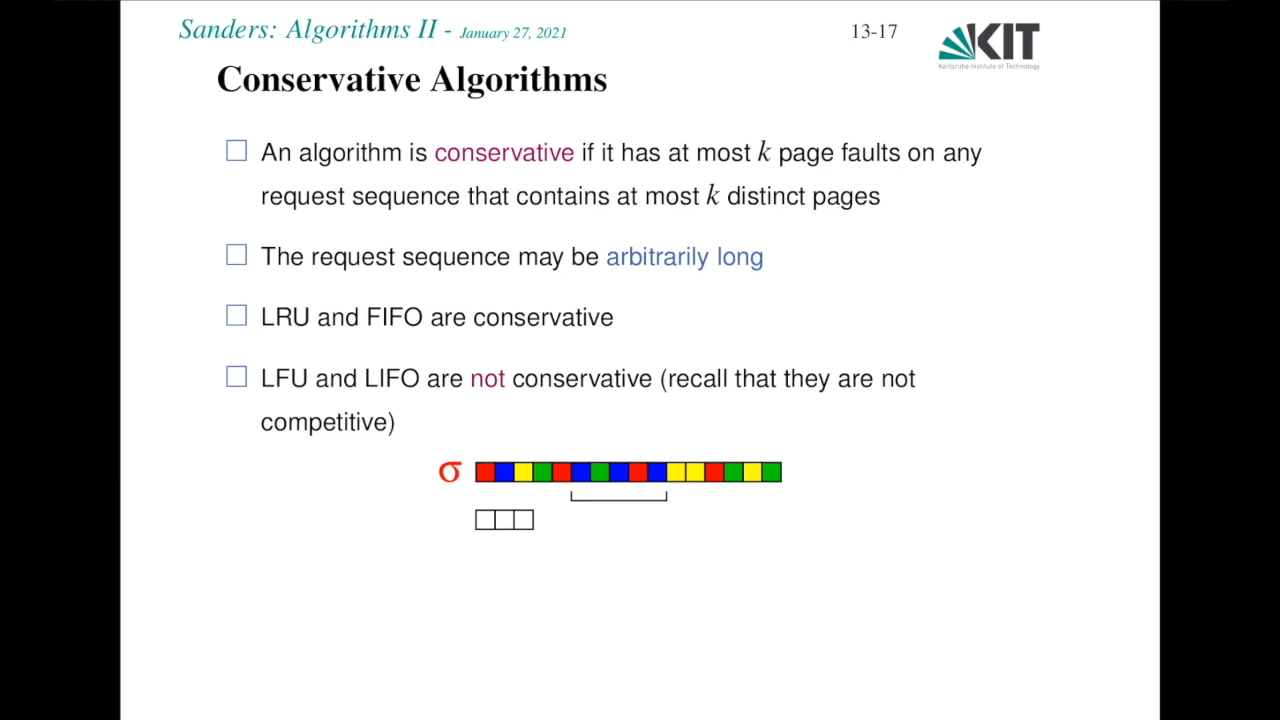 Sanders: Algorithms II - January 27, 2021
13-17
KIT
Karlsruhe Institute of Technology
Conservative Algorithms
An algorithm is conservative if it has at most k page faults on any
request sequence that contains at most k distinct pages
The request sequence may be arbitrarily long
LRU and FIFO are conservative
LFU and LIFO are not conservative (recall that they are not
competitive)
σ